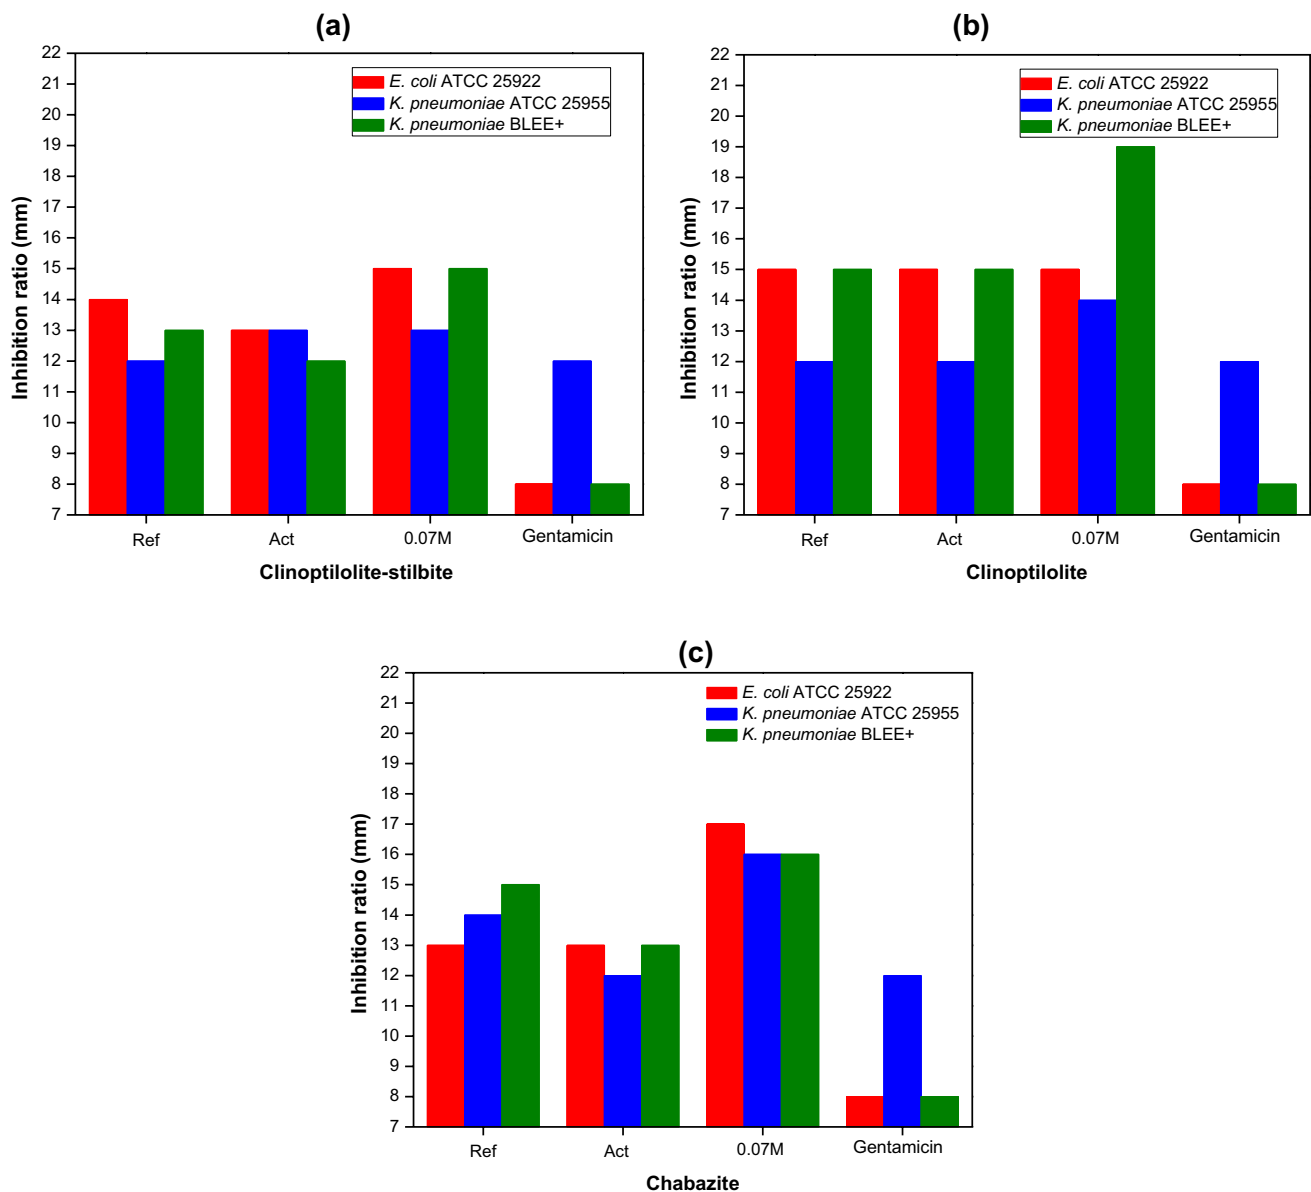 (a)
22
21
20
19
18
17
16
15
14
13
12
11
10
9
8
7
Inhibition ratio (mm)
E. coli ATCC 25922
K. pneumoniae ATCC 25955
K. pneumoniae BLEE+
Ref Act 0.07M Gentamicin
Clinoptilolite-stilbite
(b)
22
21
20
19
18
17
16
15
14
13
12
11
10
9
8
7
Inhibition ratio (mm)
E. coli ATCC 25922
K. pneumoniae ATCC 25955
K. pneumoniae BLEE+
Ref Act 0.07M Gentamicin
Clinoptilolite
(c)
22
21
20
19
18
17
16
15
14
13
12
11
10
9
8
7
Inhibition ratio (mm)
E. coli ATCC 25922
K. pneumoniae ATCC 25955
K. pneumoniae BLEE+
Ref Act 0.07M Gentamicin
Chabazite